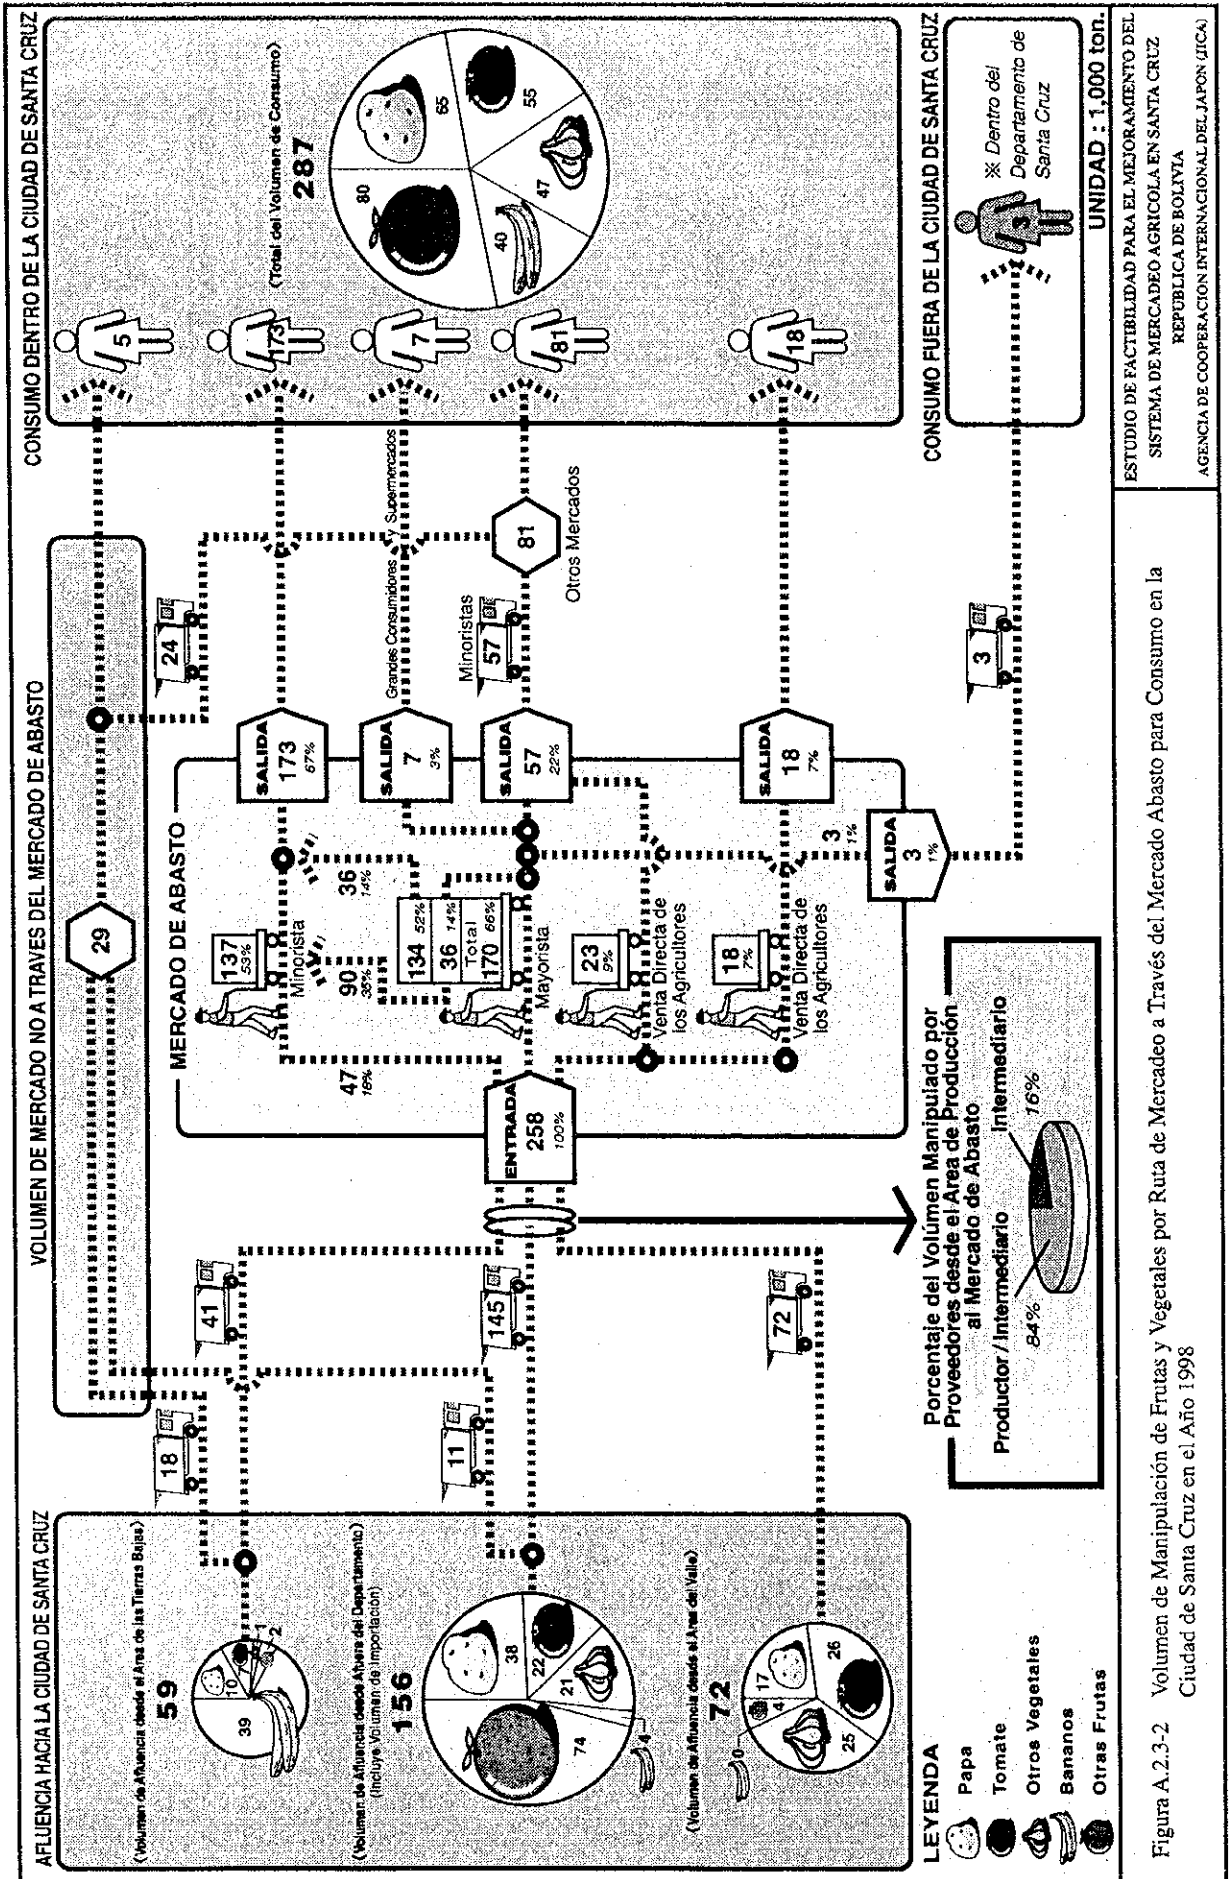 AFLUENCIA HACIA LA CIUDAD DE SANTA CRUZ
(Volumen de Afluencia desde el Area de las Tierras Bajas)
59
39
10
7
1
2
(Volumen de Afluencia desde Afuera del Departamento)
(Incluye Volumen de Importación)
156
38
22
21
4
74
(Volumen de Afluencia desde el Area del Valle)
72
0
17
4
26
25
LEYENDA
Papa
Tomate
Otros Vegetales
Bananos
Otras Frutas
VOLUMEN DE MERCADO NO A TRAVES DEL MERCADO DE ABASTO
18
11
41
145
72
29
24
MERCADO DE ABASTO
ENTRADA
258
100%
47
18%
137
53%
Minorista
90
35%
36
14%
134 52%
36 14%
Total
170 66%
Mayorista
23
9%
Venta Directa de
los Agricultores
18
7%
Venta Directa de
los Agricultores
SALIDA
173
67%
SALIDA
7
3%
SALIDA
57
22%
SALIDA
18
7%
3
1%
SALIDA
3
1%
Grandes Consumidores y Supermercados
Minoristas
57
81
Otros Mercados
3
Porcentaje del Volúmen Manipulado por
Proveedores desde el Area de Producción
al Mercado de Abasto
Productor / Intermediario
Intermediario
84%
16%
CONSUMO DENTRO DE LA CIUDAD DE SANTA CRUZ
5
173
7
81
18
(Total del Volumen de Consumo)
287
80
65
55
47
40
CONSUMO FUERA DE LA CIUDAD DE SANTA CRUZ
3
※ Dentro del
Departamento de
Santa Cruz
UNIDAD : 1,000 ton.
Figura A.2.3-2 Volumen de Manipulación de Frutas y Vegetales por Ruta de Mercadeo a Través del Mercado Abasto para Consumo en la
Ciudad de Santa Cruz en el Año 1998
ESTUDIO DE FACTIBILIDAD PARA EL MEJORAMIENTO DEL
SISTEMA DE MERCADEO AGRICOLA EN SANTA CRUZ
REPUBLICA DE BOLIVIA
AGENCIA DE COOPERACION INTERNACIONAL DEL JAPON (JICA)